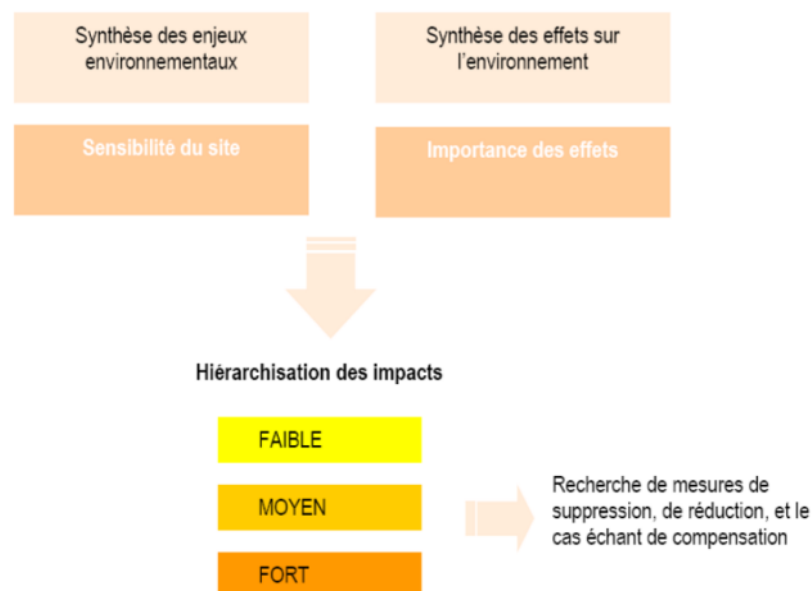 Synthèse des enjeux
environnementaux
Synthèse des effets sur
l'environnement
Sensibilité du site
Importance des effets
Hiérarchisation des impacts
FAIBLE
MOYEN
FORT
Recherche de mesures de
suppression, de réduction, et le
cas échant de compensation